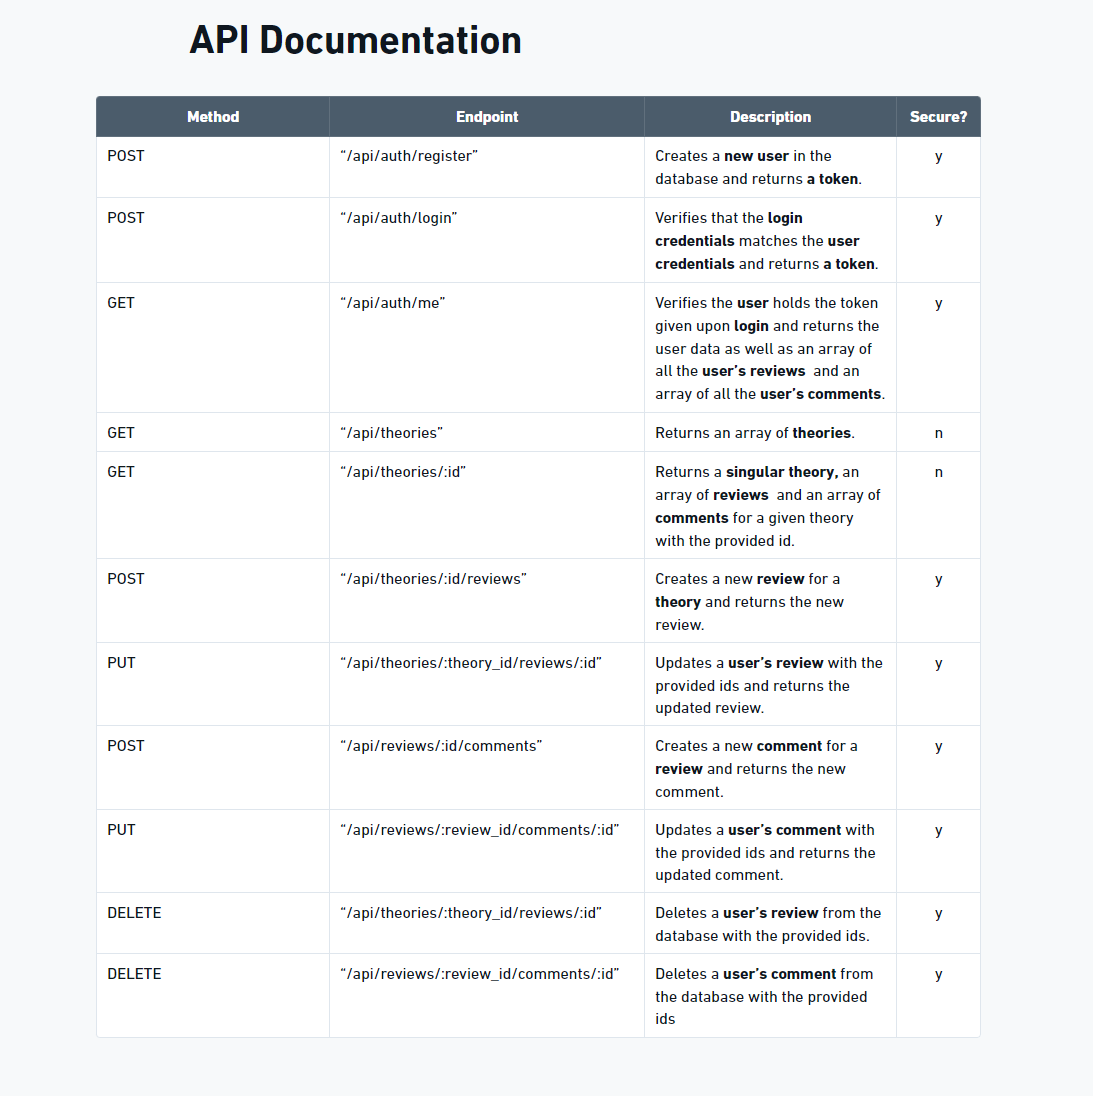 API Documentation
Method Endpoint Description Secure?
POST “/api/auth/register” Creates a new user in the y
database and returns a token.
POST “/api/auth/login” Verifies that the login y
credentials matches the user
credentials and returns a token.
GET “/api/auth/me” Verifies the user holds the token y
given upon login and returns the
user data as well as an array of
all the user’s reviews and an
array of all the user’s comments.
GET “/api/theories” Returns an array of theories. n
GET “/api/theories/:id” Returns a singular theory, an n
array of reviews and an array of
comments for a given theory
with the provided id.
POST “/api/theories/:id/reviews” Creates a new review for a y
theory and returns the new
review.
PUT “/api/theories/:theory_id/reviews/:id” Updates a user’s review with the y
provided ids and returns the
updated review.
POST “/api/reviews/:id/comments” Creates a new comment for a y
review and returns the new
comment.
PUT “/api/reviews/:review_id/comments/:id” Updates a user’s comment with y
the provided ids and returns the
updated comment.
DELETE “/api/theories/:theory_id/reviews/:id” Deletes a user’s review from the y
database with the provided ids.
DELETE “/api/reviews/:review_id/comments/:id” Deletes a user’s comment from y
the database with the provided
ids